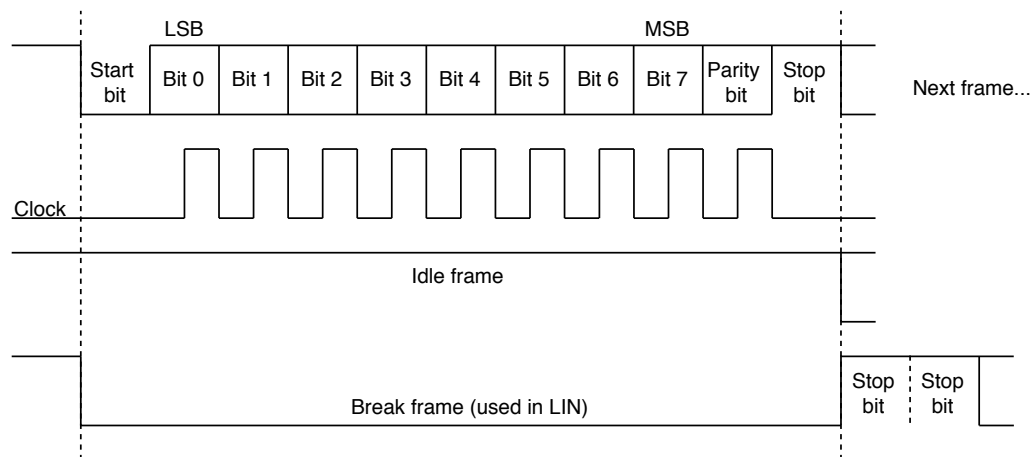 LSB MSB
Start bit Bit 0 Bit 1 Bit 2 Bit 3 Bit 4 Bit 5 Bit 6 Bit 7 Parity bit Stop bit Next frame...
Clock
Idle frame
Break frame (used in LIN) Stop bit Stop bit